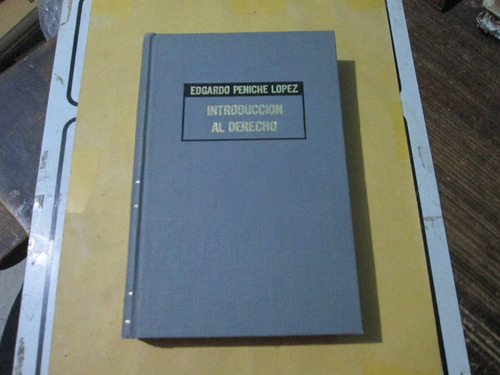 EDGARDO PENICHE LOPEZ
INTRODUCCION
AL DERECHO